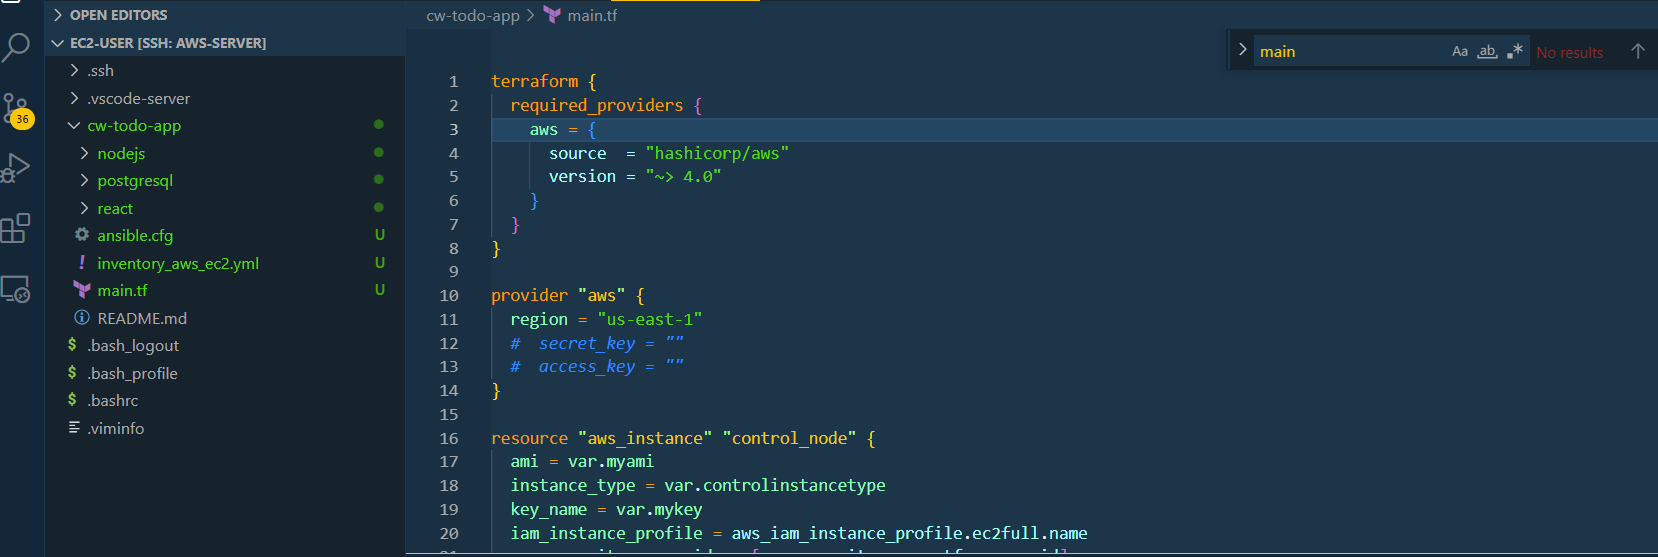 OPEN EDITORS
EC2-USER [SSH: AWS-SERVER]
.ssh
.vscode-server
cw-todo-app
nodejs
postgresql
react
ansible.cfg U
! inventory_aws_ec2.yml U
main.tf U
README.md
$ .bash_logout
$ .bash_profile
$ .bashrc
.viminfo
36
cw-todo-app > main.tf
main Aa ab .* No results
1 terraform {
2 required_providers {
3 aws = {
4 source  = "hashicorp/aws"
5 version = "~> 4.0"
6 }
7 }
8 }
9
10 provider "aws" {
11 region = "us-east-1"
12 #  secret_key = ""
13 #  access_key = ""
14 }
15
16 resource "aws_instance" "control_node" {
17 ami = var.myami
18 instance_type = var.controlinstancetype
19 key_name = var.mykey
20 iam_instance_profile = aws_iam_instance_profile.ec2full.name